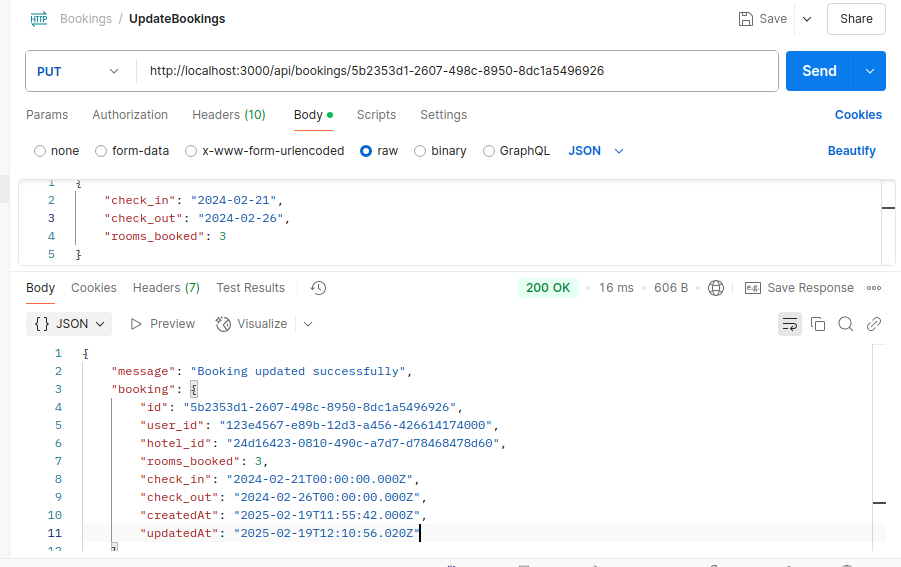 HTTP Bookings / UpdateBookings Save Share
PUT http://localhost:3000/api/bookings/5b2353d1-2607-498c-8950-8dc1a5496926 Send
Params Authorization Headers (10) Body Scripts Settings Cookies
none form-data x-www-form-urlencoded raw binary GraphQL JSON Beautify
1 {
2 "check_in": "2024-02-21",
3 "check_out": "2024-02-26",
4 "rooms_booked": 3
5 }
Body Cookies Headers (7) Test Results 200 OK 16 ms 606 B e.g. Save Response
{} JSON Preview Visualize
1 {
2 "message": "Booking updated successfully",
3 "booking": {
4 "id": "5b2353d1-2607-498c-8950-8dc1a5496926",
5 "user_id": "123e4567-e89b-12d3-a456-426614174000",
6 "hotel_id": "24d16423-0810-490c-a7d7-d78468478d60",
7 "rooms_booked": 3,
8 "check_in": "2024-02-21T00:00:00.000Z",
9 "check_out": "2024-02-26T00:00:00.000Z",
10 "createdAt": "2025-02-19T11:55:42.000Z",
11 "updatedAt": "2025-02-19T12:10:56.020Z"
12 }